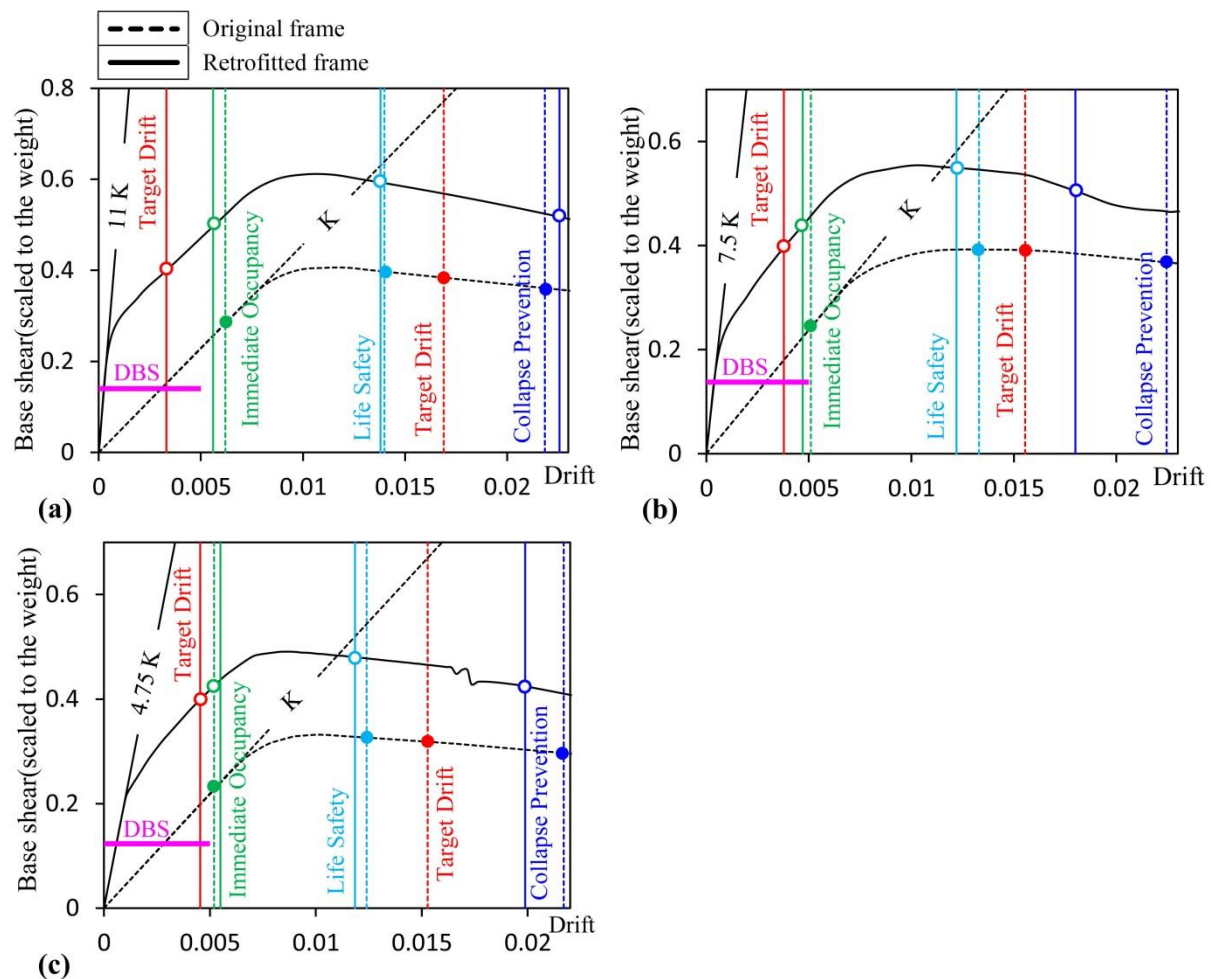 Original frame
Retrofitted frame
Base shear(scaled to the weight)
0.8
0.6
0.4
0.2
0
11 K
Target Drift
K
Immediate Occupancy
DBS
Life Safety
Target Drift
Collapse Prevention
0
0.005
0.01
0.015
0.02
Drift
(a)
Base shear(scaled to the weight)
0.6
0.4
0.2
0
7.5 K
Target Drift
K
Immediate Occupancy
DBS
Life Safety
Target Drift
Collapse Prevention
0
0.005
0.01
0.015
0.02
Drift
(b)
Base shear(scaled to the weight)
0.6
0.4
0.2
0
4.75 K
Target Drift
K
Immediate Occupancy
DBS
Life Safety
Target Drift
Collapse Prevention
0
0.005
0.01
0.015
0.02
Drift
(c)